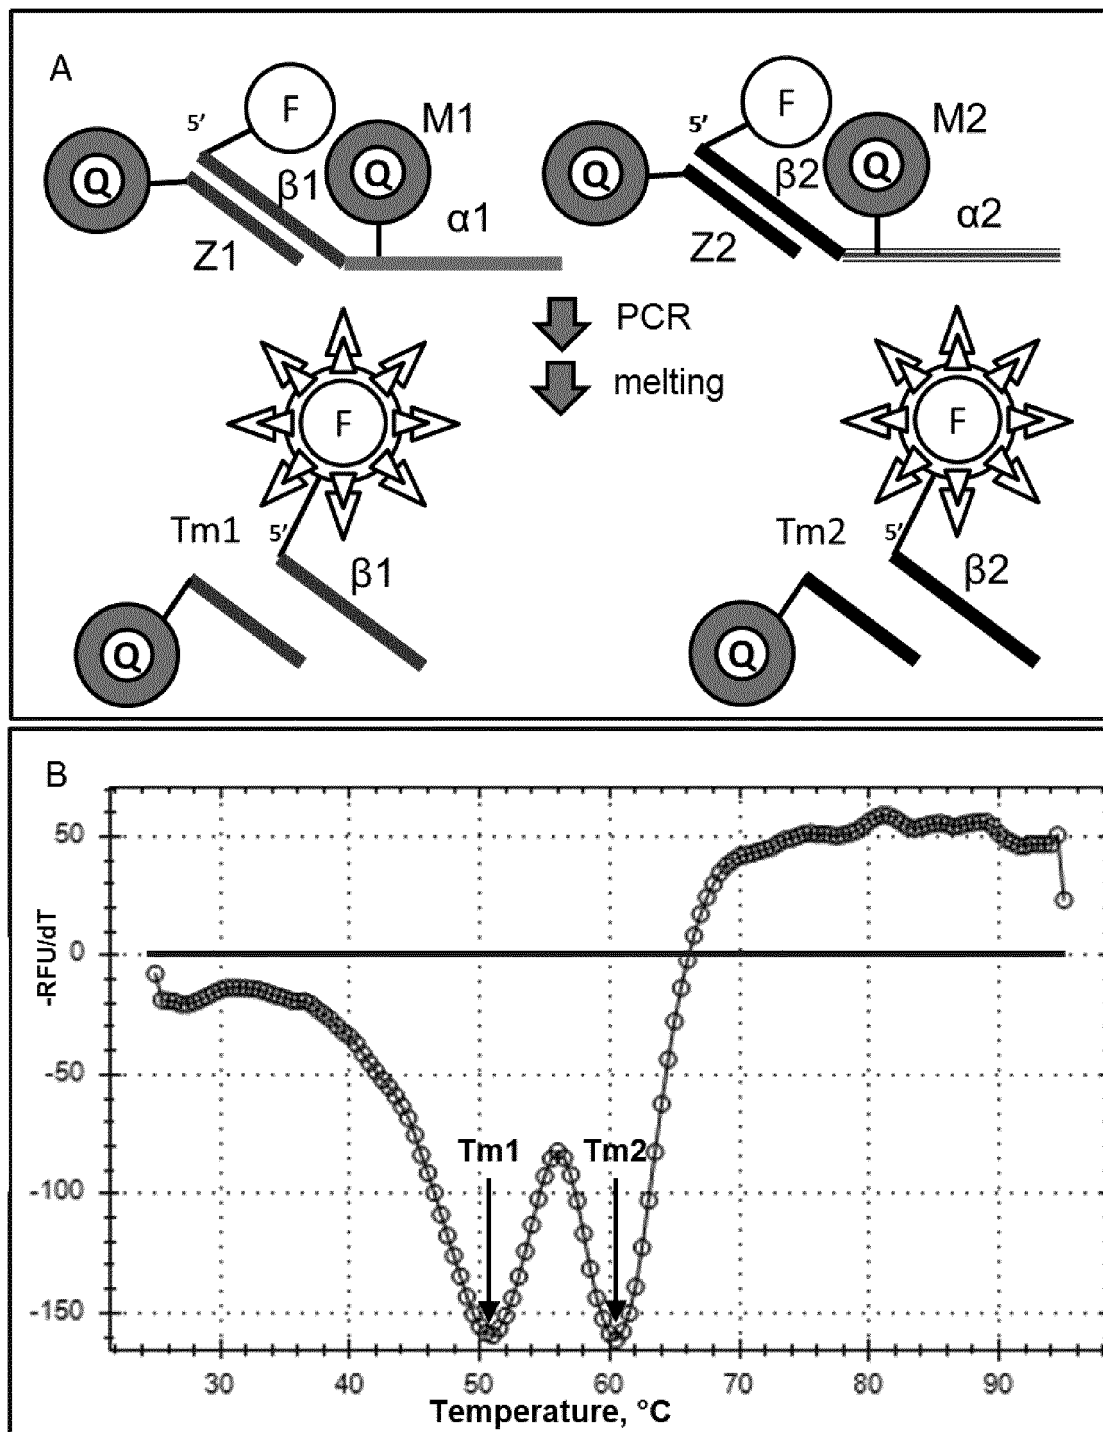 A
5' F M1 5' F M2
Q β1 Q α1 Q β2 Q α2
Z1 Z2
PCR
melting
F F
Tm1 5' β1 Tm2 5' β2
Q Q
B
50
0
-50
-100
-150
-RFU/dT
Tm1 Tm2
30 40 50 60 70 80 90
Temperature, °C